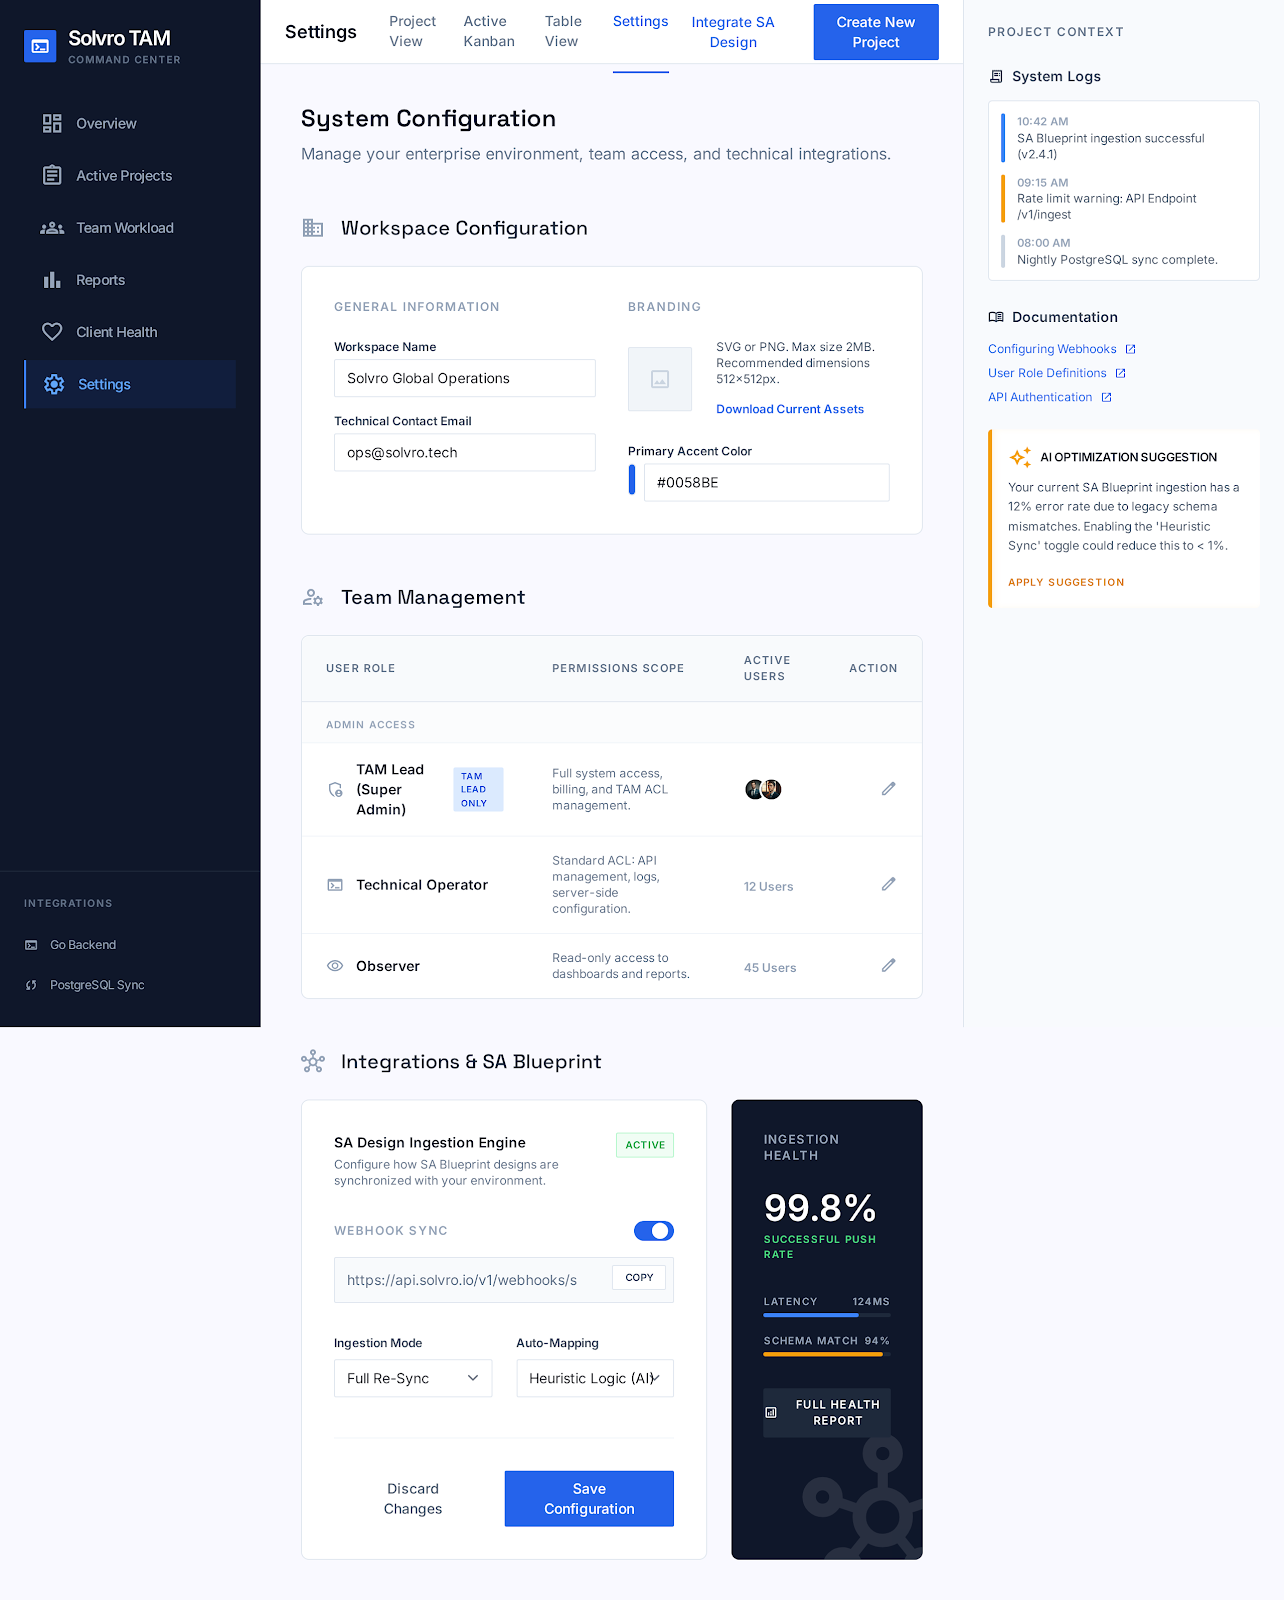 Solvro TAM
COMMAND CENTER
Overview
Active Projects
Team Workload
Reports
Client Health
Settings
INTEGRATIONS
Go Backend
PostgreSQL Sync
Settings
Project
View
Active
Kanban
Table
View
Settings
Integrate SA
Design
Create New
Project
System Configuration
Manage your enterprise environment, team access, and technical integrations.
Workspace Configuration
GENERAL INFORMATION
Workspace Name
Solvro Global Operations
Technical Contact Email
ops@solvro.tech
BRANDING
SVG or PNG. Max size 2MB.
Recommended dimensions
512×512px.
Download Current Assets
Primary Accent Color
#0058BE
Team Management
USER ROLE
PERMISSIONS SCOPE
ACTIVE
USERS
ACTION
ADMIN ACCESS
TAM Lead
(Super
Admin)
TAM
LEAD
ONLY
Full system access,
billing, and TAM ACL
management.
Technical Operator
Standard ACL: API
management, logs,
server-side
configuration.
12 Users
Observer
Read-only access to
dashboards and reports.
45 Users
Integrations & SA Blueprint
SA Design Ingestion Engine
Configure how SA Blueprint designs are
synchronized with your environment.
ACTIVE
WEBHOOK SYNC
https://api.solvro.io/v1/webhooks/s
COPY
Ingestion Mode
Full Re-Sync
Auto-Mapping
Heuristic Logic (AI)
Discard
Changes
Save
Configuration
INGESTION
HEALTH
99.8%
SUCCESSFUL PUSH
RATE
LATENCY 124MS
SCHEMA MATCH 94%
FULL HEALTH
REPORT
PROJECT CONTEXT
System Logs
10:42 AM
SA Blueprint ingestion successful
(v2.4.1)
09:15 AM
Rate limit warning: API Endpoint
/v1/ingest
08:00 AM
Nightly PostgreSQL sync complete.
Documentation
Configuring Webhooks
User Role Definitions
API Authentication
AI OPTIMIZATION SUGGESTION
Your current SA Blueprint ingestion has a
12% error rate due to legacy schema
mismatches. Enabling the 'Heuristic
Sync' toggle could reduce this to < 1%.
APPLY SUGGESTION